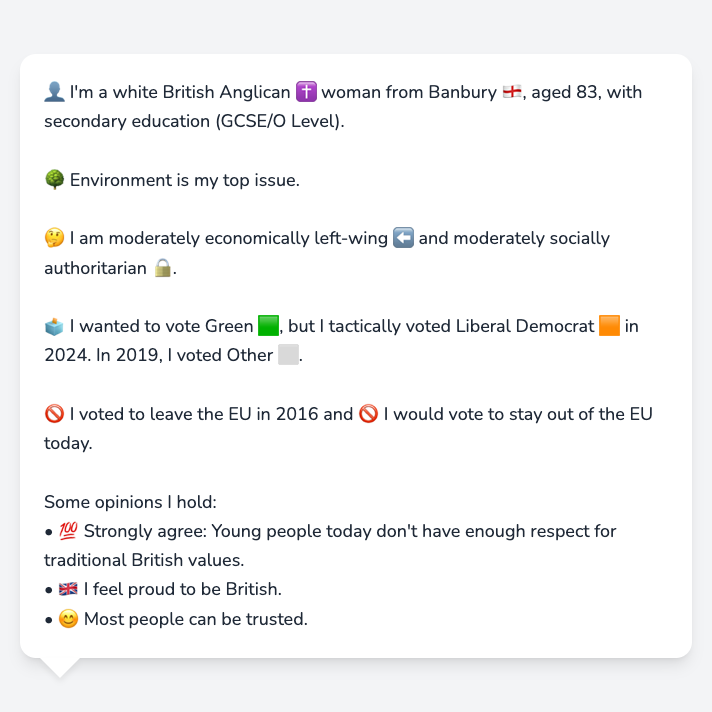 👤 I'm a white British Anglican ✝️ woman from Banbury 🏴󠁧󠁢󠁥󠁮󠁧󠁿, aged 83, with
secondary education (GCSE/O Level).
🌳 Environment is my top issue.
🤔 I am moderately economically left-wing ⬅️ and moderately socially
authoritarian 🔒.
🗳️ I wanted to vote Green 🟩, but I tactically voted Liberal Democrat 🟧 in
2024. In 2019, I voted Other ⬜.
🚫 I voted to leave the EU in 2016 and 🚫 I would vote to stay out of the EU
today.
Some opinions I hold:
• 💯 Strongly agree: Young people today don't have enough respect for
traditional British values.
• 🇬🇧 I feel proud to be British.
• 😊 Most people can be trusted.